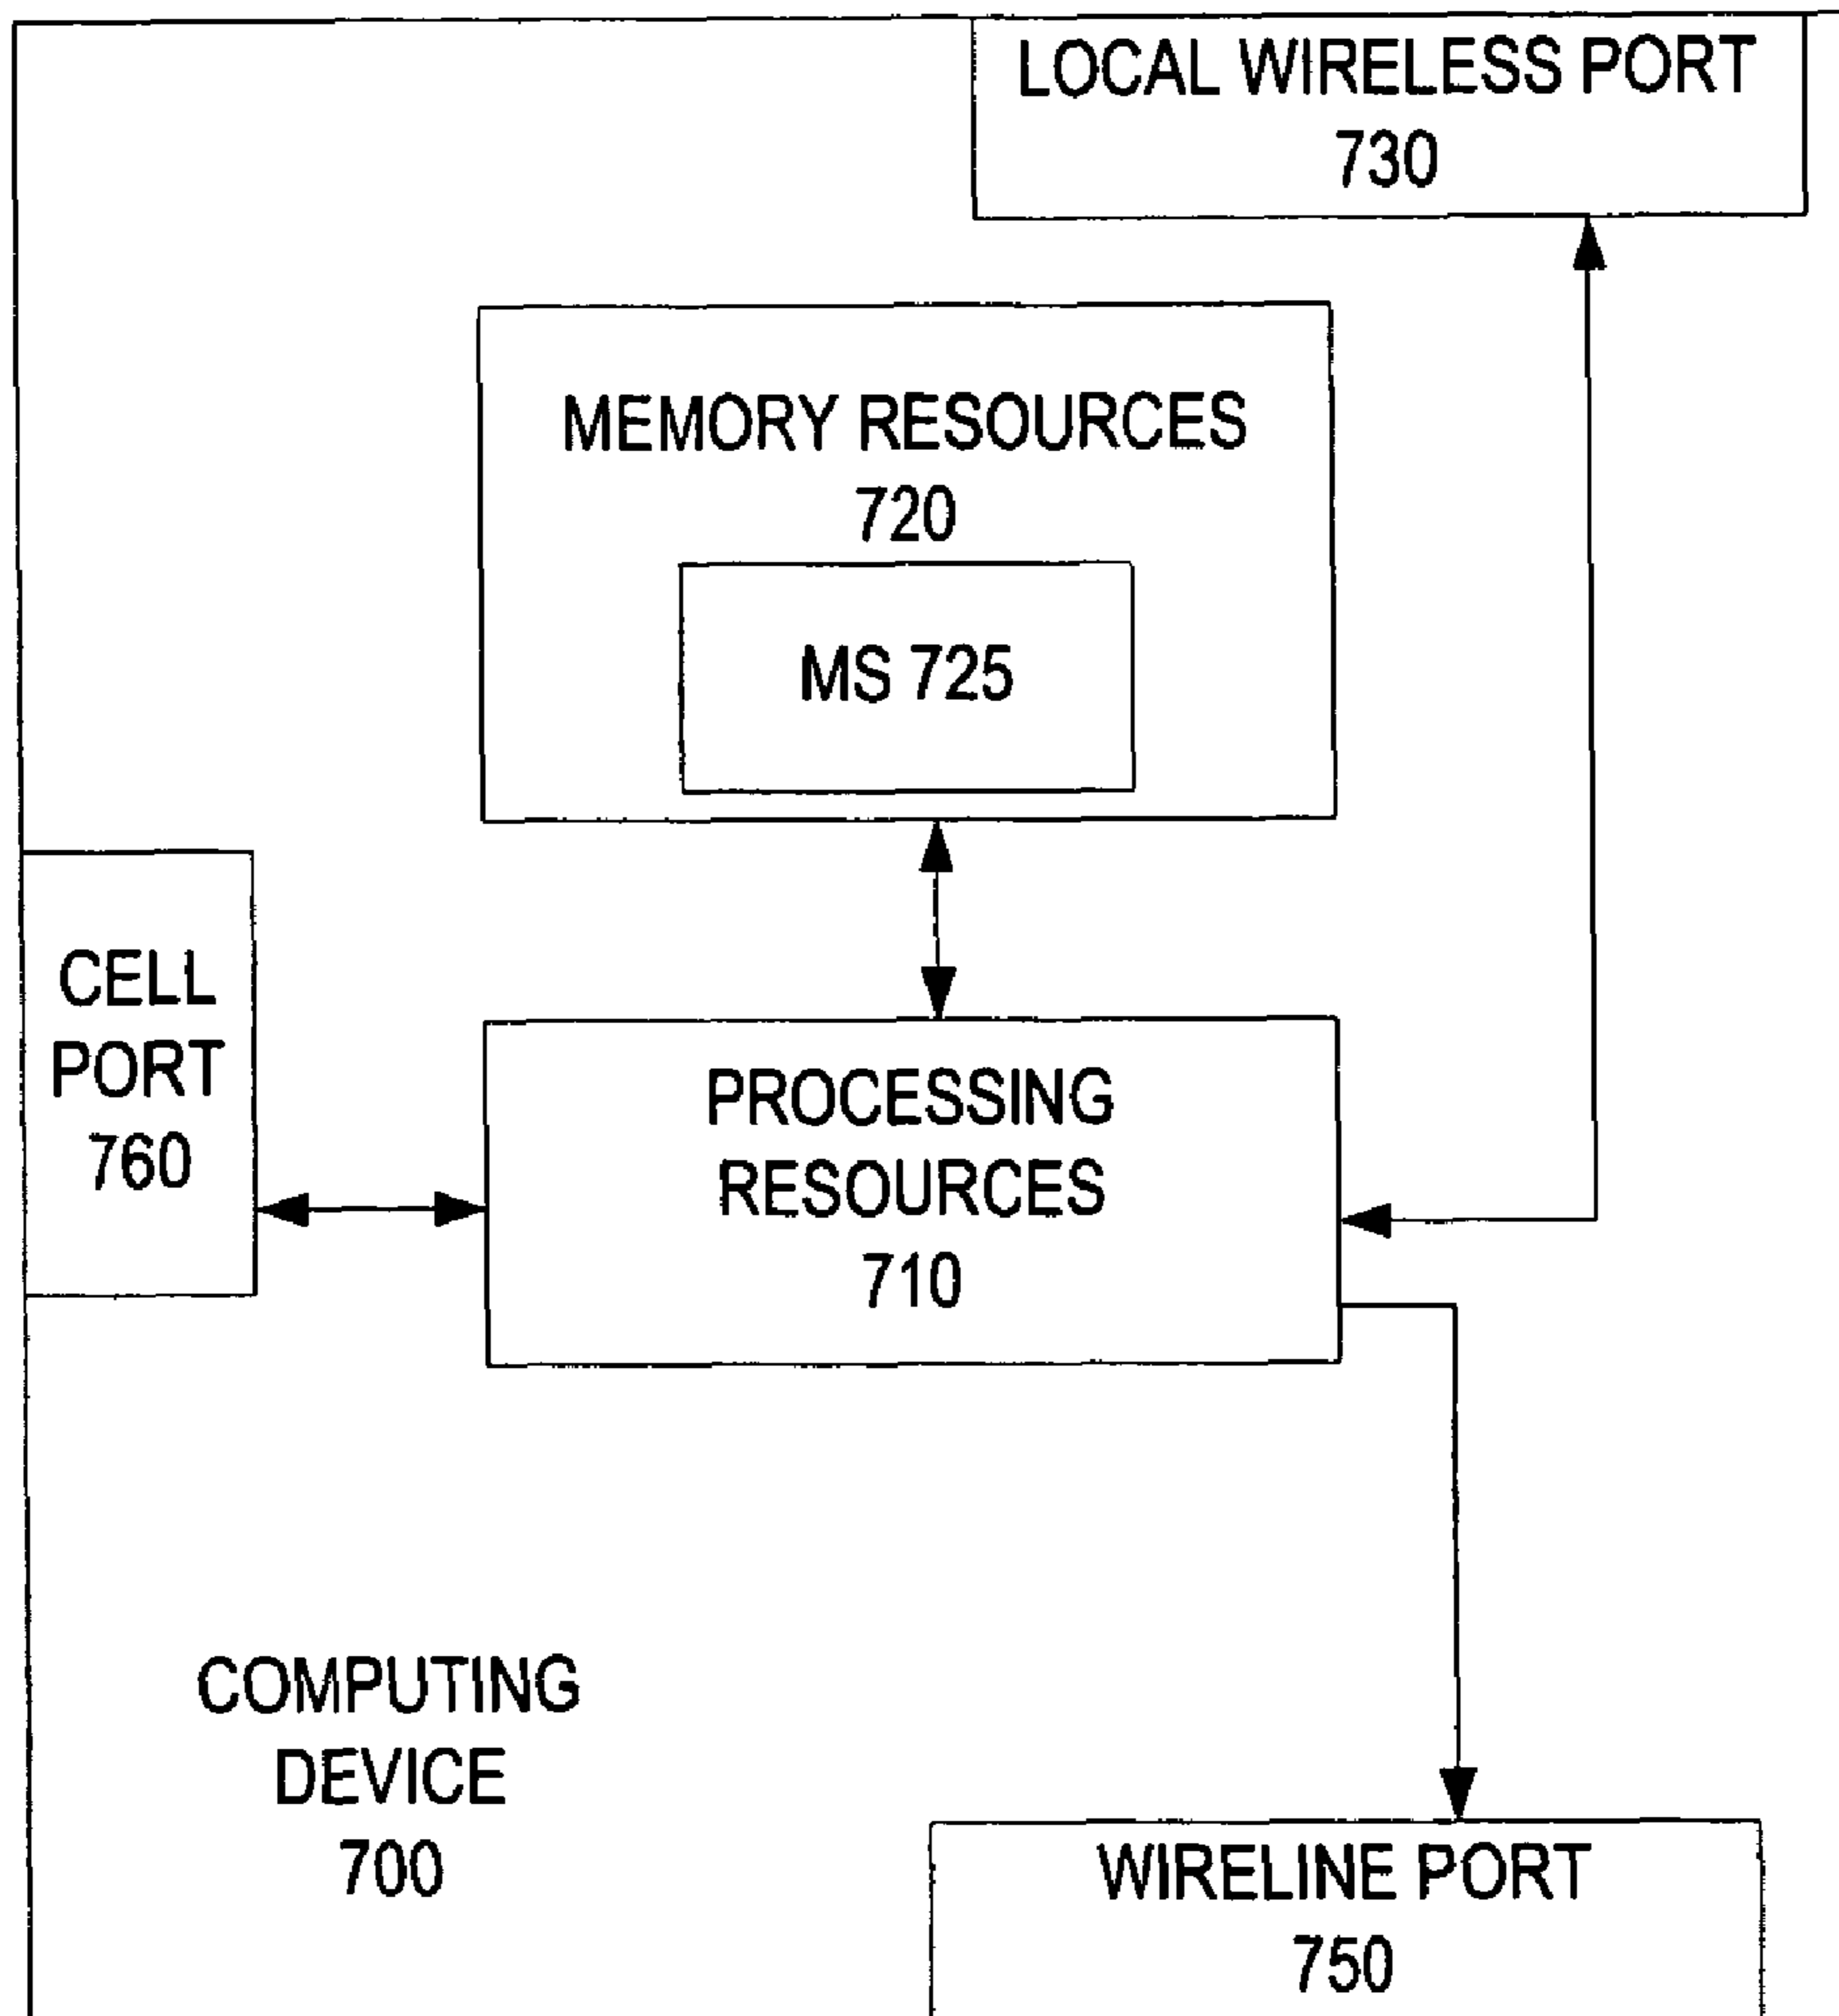 LOCAL WIRELESS PORT
730
MEMORY RESOURCES
720
MS 725
CELL
PORT
760
PROCESSING
RESOURCES
710
COMPUTING
DEVICE
700
WIRELINE PORT
750